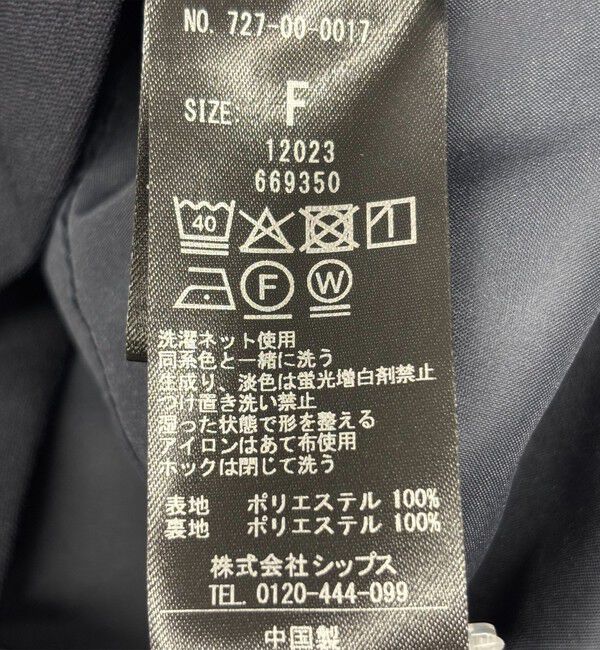 NO. 727-00-0017
SIZE F
12023
669350
40
F W
洗濯ネット使用
同系色と一緒に洗う
生成り、淡色は蛍光増白剤禁止
つけ置き洗い禁止
湿った状態で形を整える
アイロンはあて布使用
ホックは閉じて洗う
表地 ポリエステル 100%
裏地 ポリエステル 100%
株式会社シップス
TEL. 0120-444-099
中国製